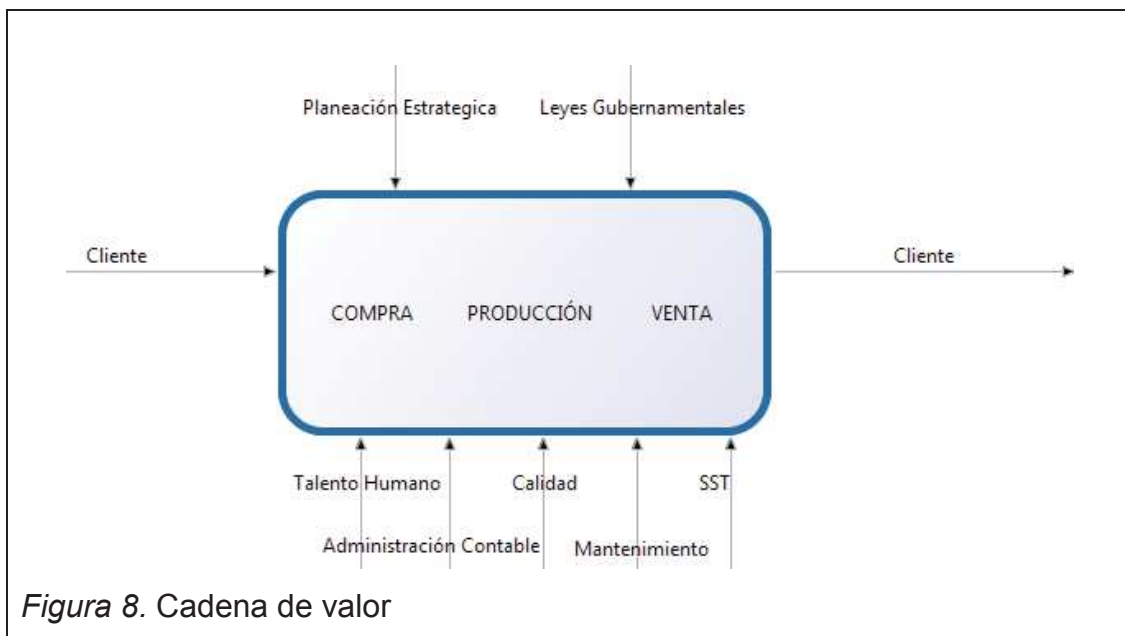 Planeación Estrategica
Leyes Gubernamentales
Cliente
Cliente
COMPRA PRODUCCIÓN VENTA
Talento Humano
Calidad
SST
Administración Contable
Mantenimiento
Figura 8. Cadena de valor